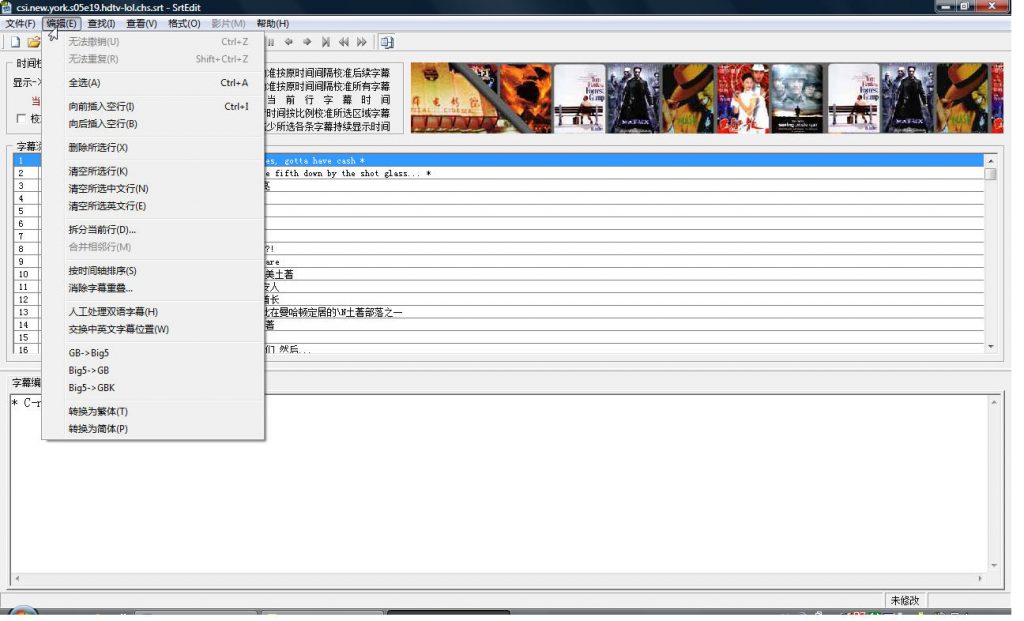 csi.new.york.s05e19.hdtv-lol.chs.srt - SrtEdit
文件(F) 编辑(E) 查找(I) 查看(V) 格式(O) 影片(M) 帮助(H)
无法撤销(U) Ctrl+Z
无法重复(R) Shift+Ctrl+Z
全选(A) Ctrl+A
向前插入空行(I) Ctrl+I
向后插入空行(B)
删除所选行(X)
清空所选行(K)
清空所选中文行(N)
清空所选英文行(E)
拆分当前行(D)...
合并相邻行(M)
按时间轴排序(S)
消除字幕重叠...
人工处理双语字幕(H)
交换中英文字幕位置(W)
GB->Big5
Big5->GB
Big5->GBK
转换为繁体(T)
转换为简体(P)
时间
显示->
当
校
准按原时间间隔校准后续字幕
准按原时间间隔校准所有字幕
当 前 行 字 幕 时 间
时间按比例校准所选区域字幕
少所选各条字幕持续显示时间
字幕
1 es, gotta have cash *
2 e fifth down by the shot glass... *
3
4
5
6
7
8 ?!
9 are
10 美土著
11 人
12 长
13 在曼哈顿定居的\N土著部落之一
14 著
15
16 们 然后...
字幕编
* C-r
未修改